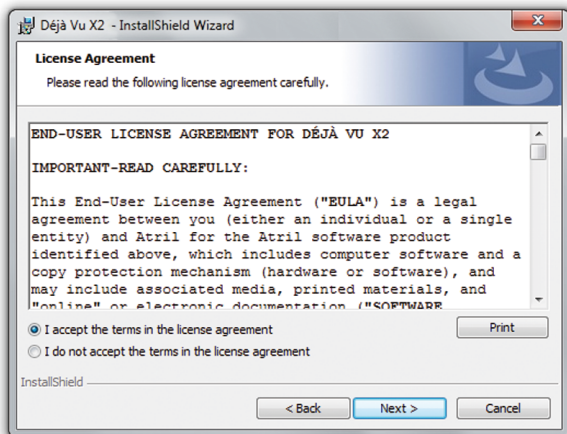 Déjà Vu X2 - InstallShield Wizard
License Agreement
Please read the following license agreement carefully.
END-USER LICENSE AGREEMENT FOR DÉJÀ VU X2
IMPORTANT-READ CAREFULLY:
This End-User License Agreement ("EULA") is a legal
agreement between you (either an individual or a single
entity) and Atril for the Atril software product
identified above, which includes computer software and a
copy protection mechanism (hardware or software), and
may include associated media, printed materials, and
"online" or electronic documentation ("SOFTWARE
I accept the terms in the license agreement
Print
I do not accept the terms in the license agreement
InstallShield
< Back
Next >
Cancel